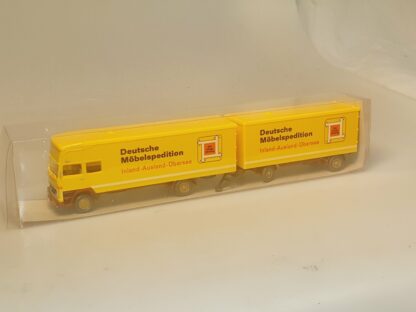 Deutsche
Möbelspedition
Inland-Ausland-Übersee
Deutsche
Möbelspedition
Inland-Ausland-Übersee